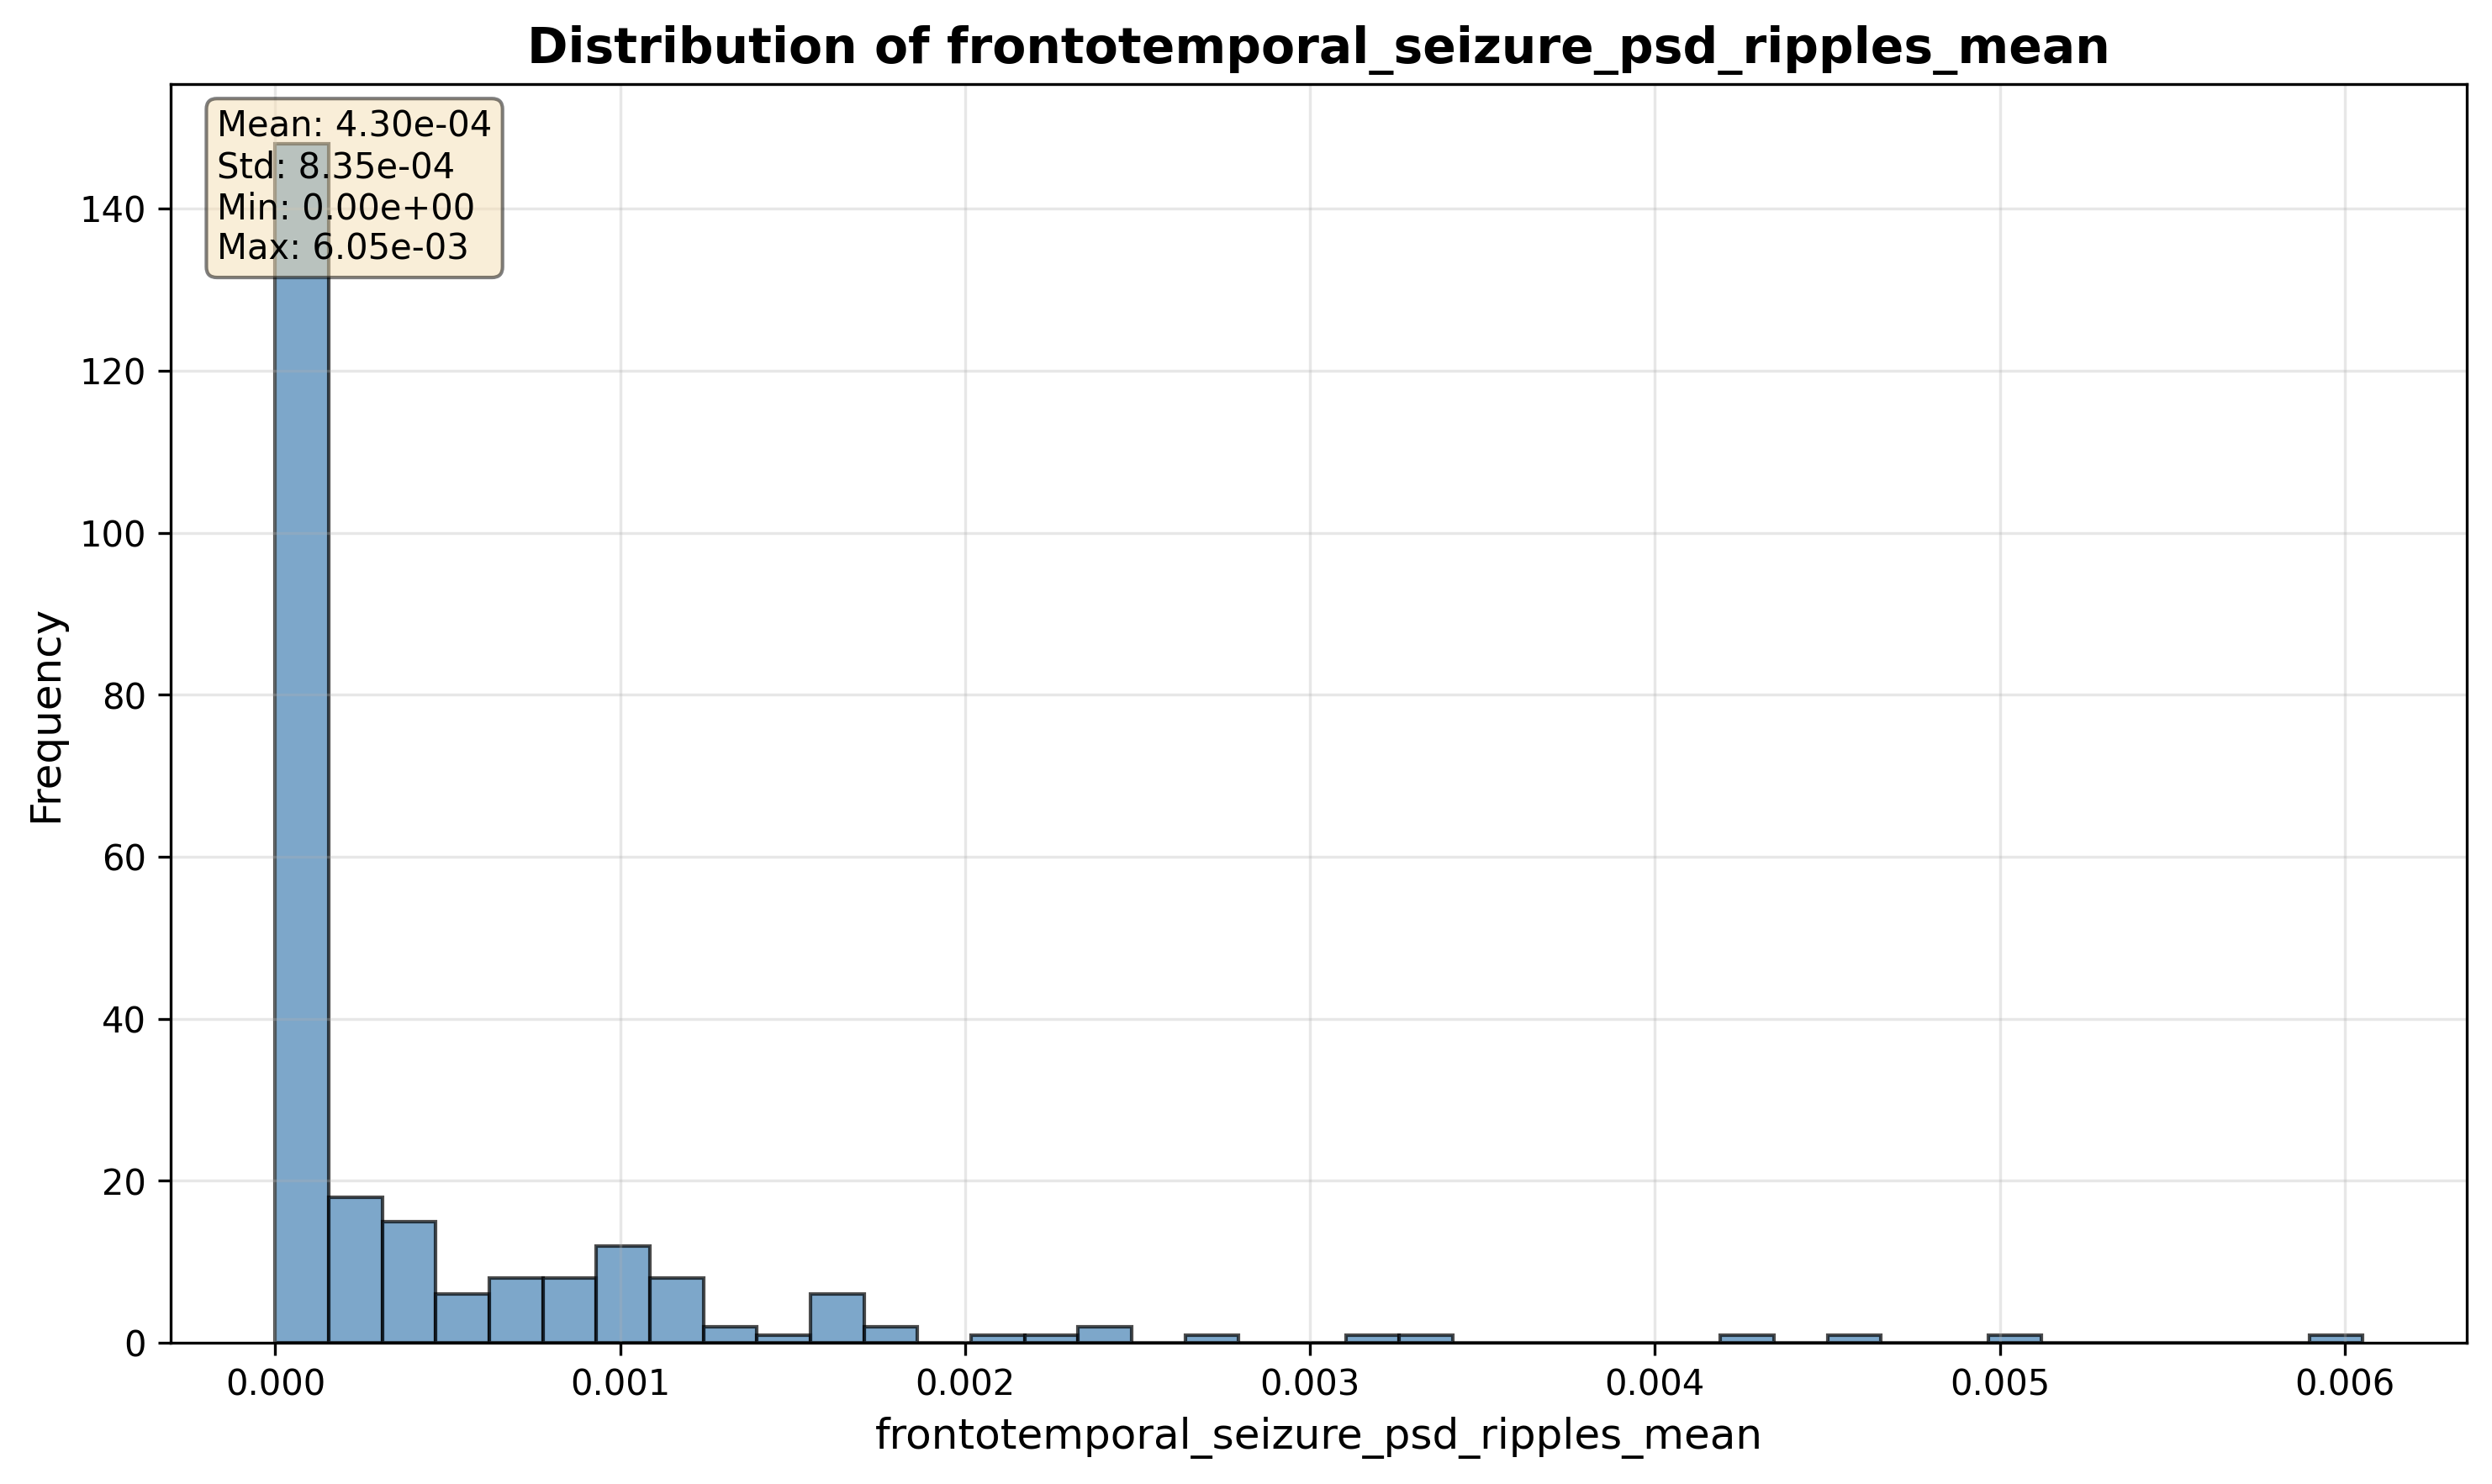 Distribution of frontotemporal_seizure_psd_ripples_mean
Mean: 4.30e-04
Std: 8.35e-04
Min: 0.00e+00
Max: 6.05e-03
140
120
100
80
60
40
20
0
Frequency
0.000 0.001 0.002 0.003 0.004 0.005 0.006
frontotemporal_seizure_psd_ripples_mean